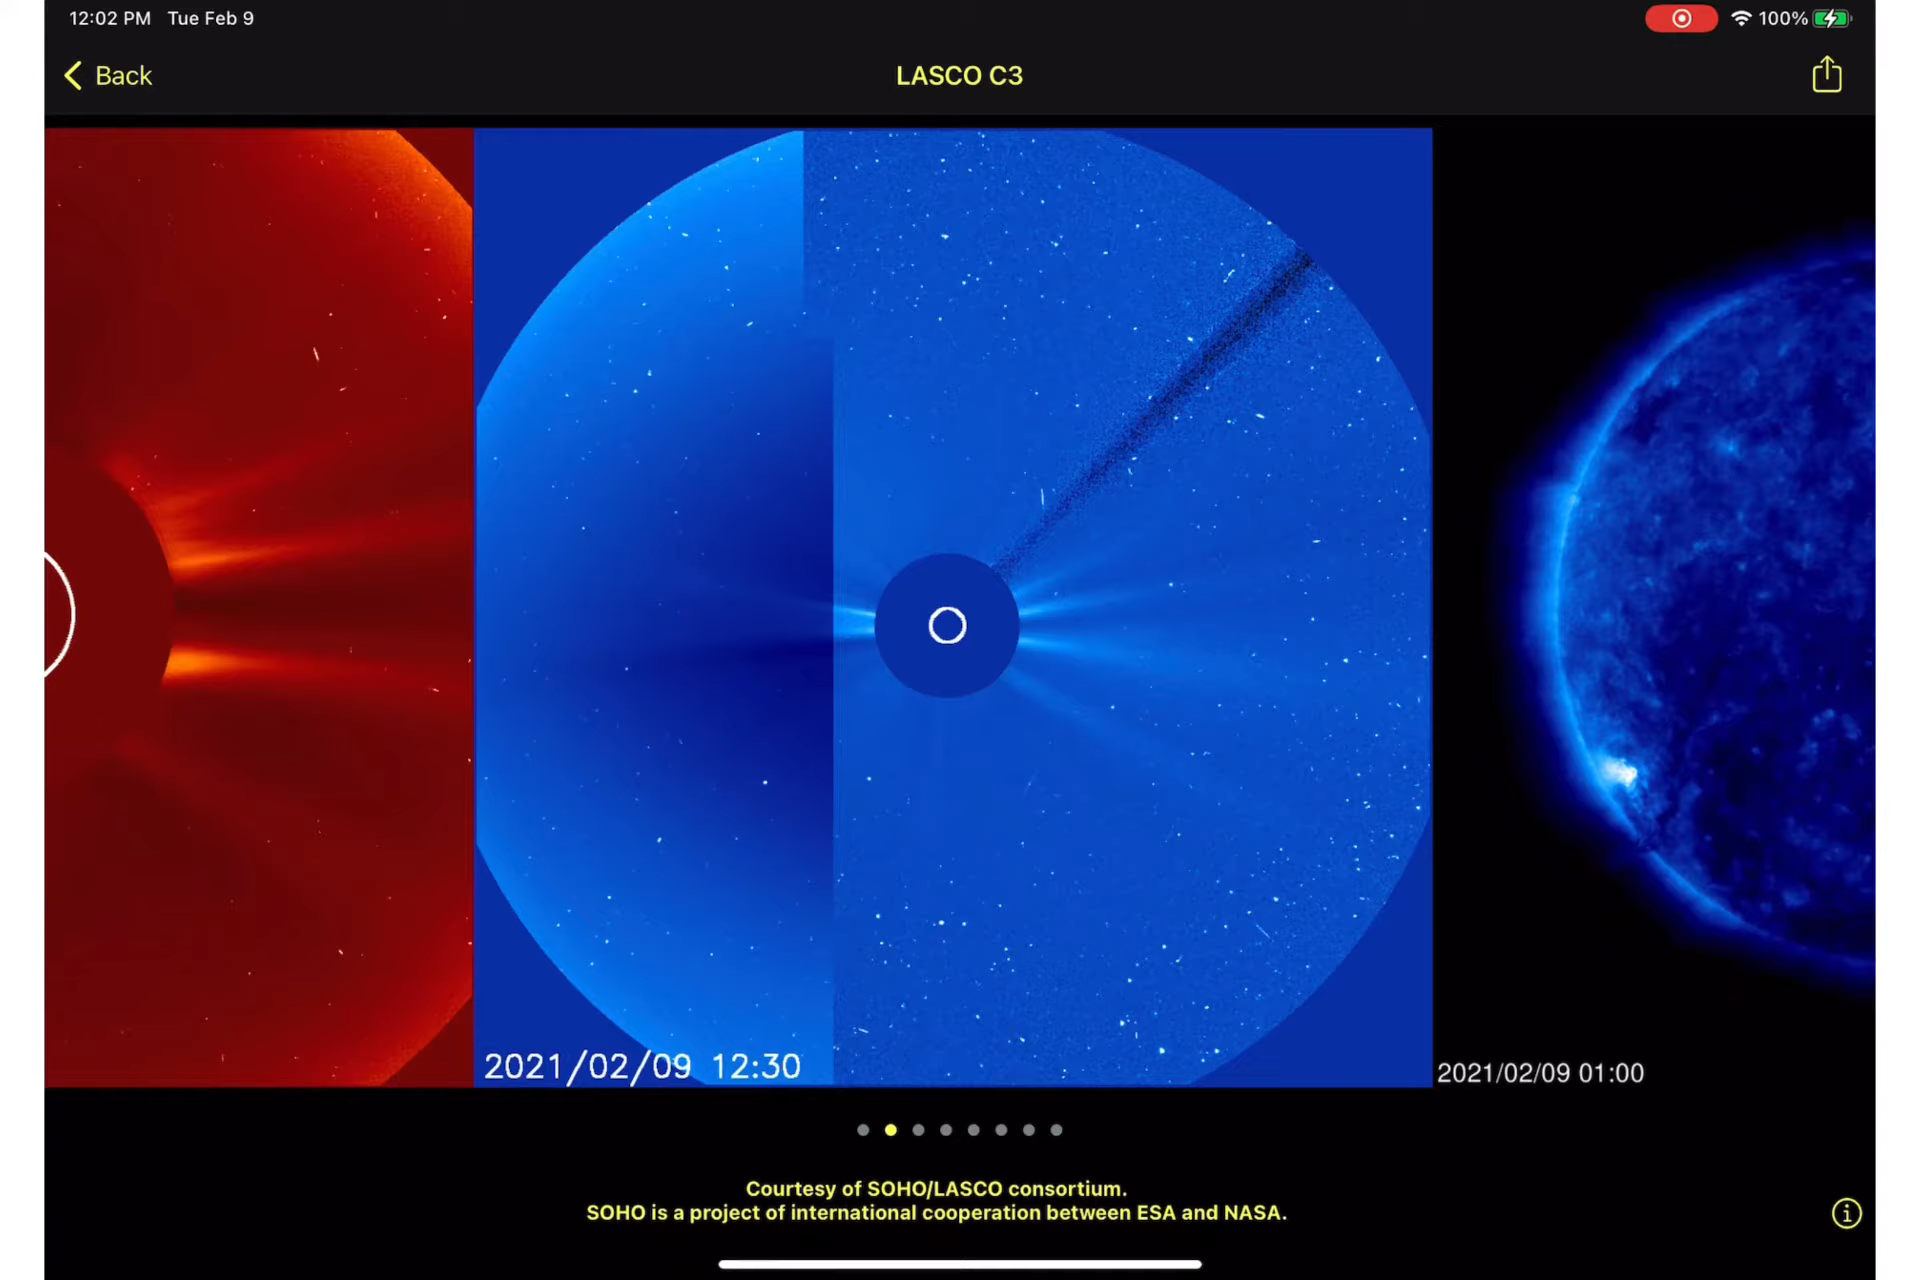 12:02 PM Tue Feb 9
100%
Back
LASCO C3
2021/02/09 12:30
2021/02/09 01:00
Courtesy of SOHO/LASCO consortium.
SOHO is a project of international cooperation between ESA and NASA.